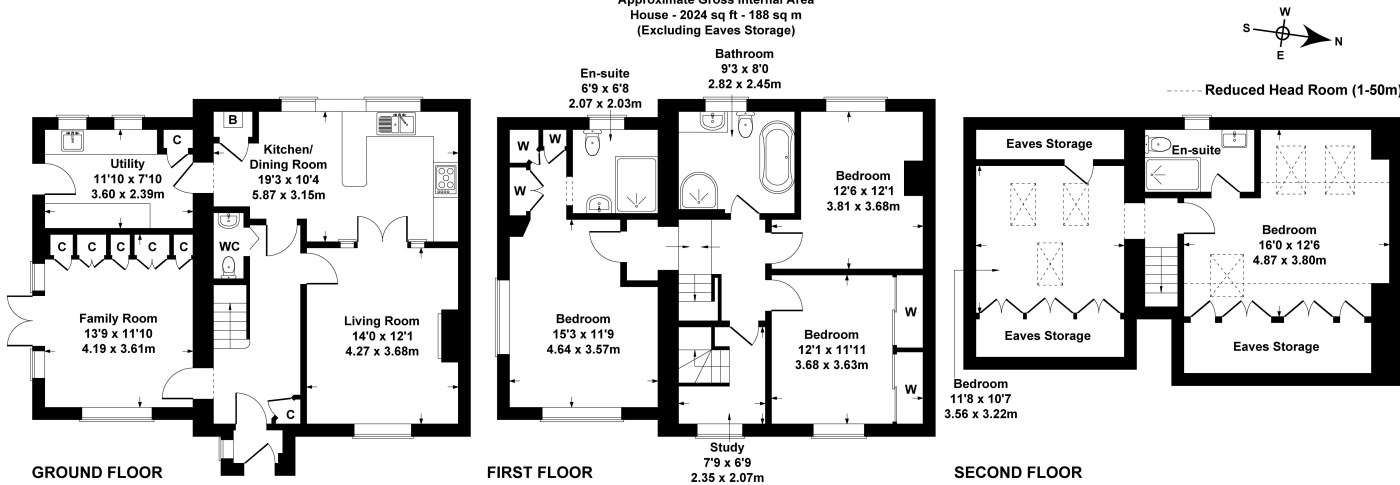 Approximate Gross Internal Area
House - 2024 sq ft - 188 sq m
(Excluding Eaves Storage)
W
S
N
E
Reduced Head Room (1-50m)
B
C
Utility
11'10 x 7'10
3.60 x 2.39m
Kitchen/
Dining Room
19'3 x 10'4
5.87 x 3.15m
C
C
C
C
C
WC
Family Room
13'9 x 11'10
4.19 x 3.61m
Living Room
14'0 x 12'1
4.27 x 3.68m
C
GROUND FLOOR
En-suite
6'9 x 6'8
2.07 x 2.03m
Bathroom
9'3 x 8'0
2.82 x 2.45m
W
W
W
Bedroom
12'6 x 12'1
3.81 x 3.68m
Bedroom
15'3 x 11'9
4.64 x 3.57m
Bedroom
12'1 x 11'11
3.68 x 3.63m
W
W
Study
7'9 x 6'9
2.35 x 2.07m
FIRST FLOOR
Eaves Storage
En-suite
Bedroom
16'0 x 12'6
4.87 x 3.80m
Eaves Storage
Eaves Storage
Bedroom
11'8 x 10'7
3.56 x 3.22m
SECOND FLOOR